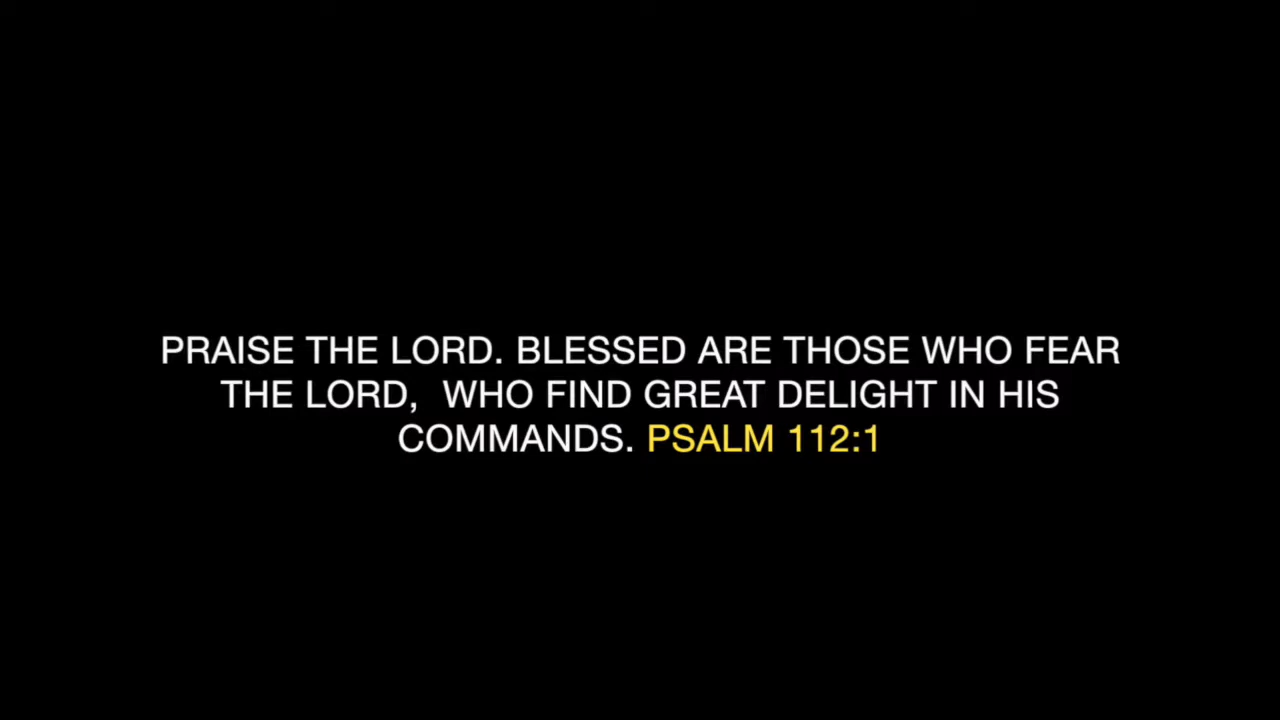 PRAISE THE LORD. BLESSED ARE THOSE WHO FEAR
THE LORD,  WHO FIND GREAT DELIGHT IN HIS
COMMANDS. PSALM 112:1